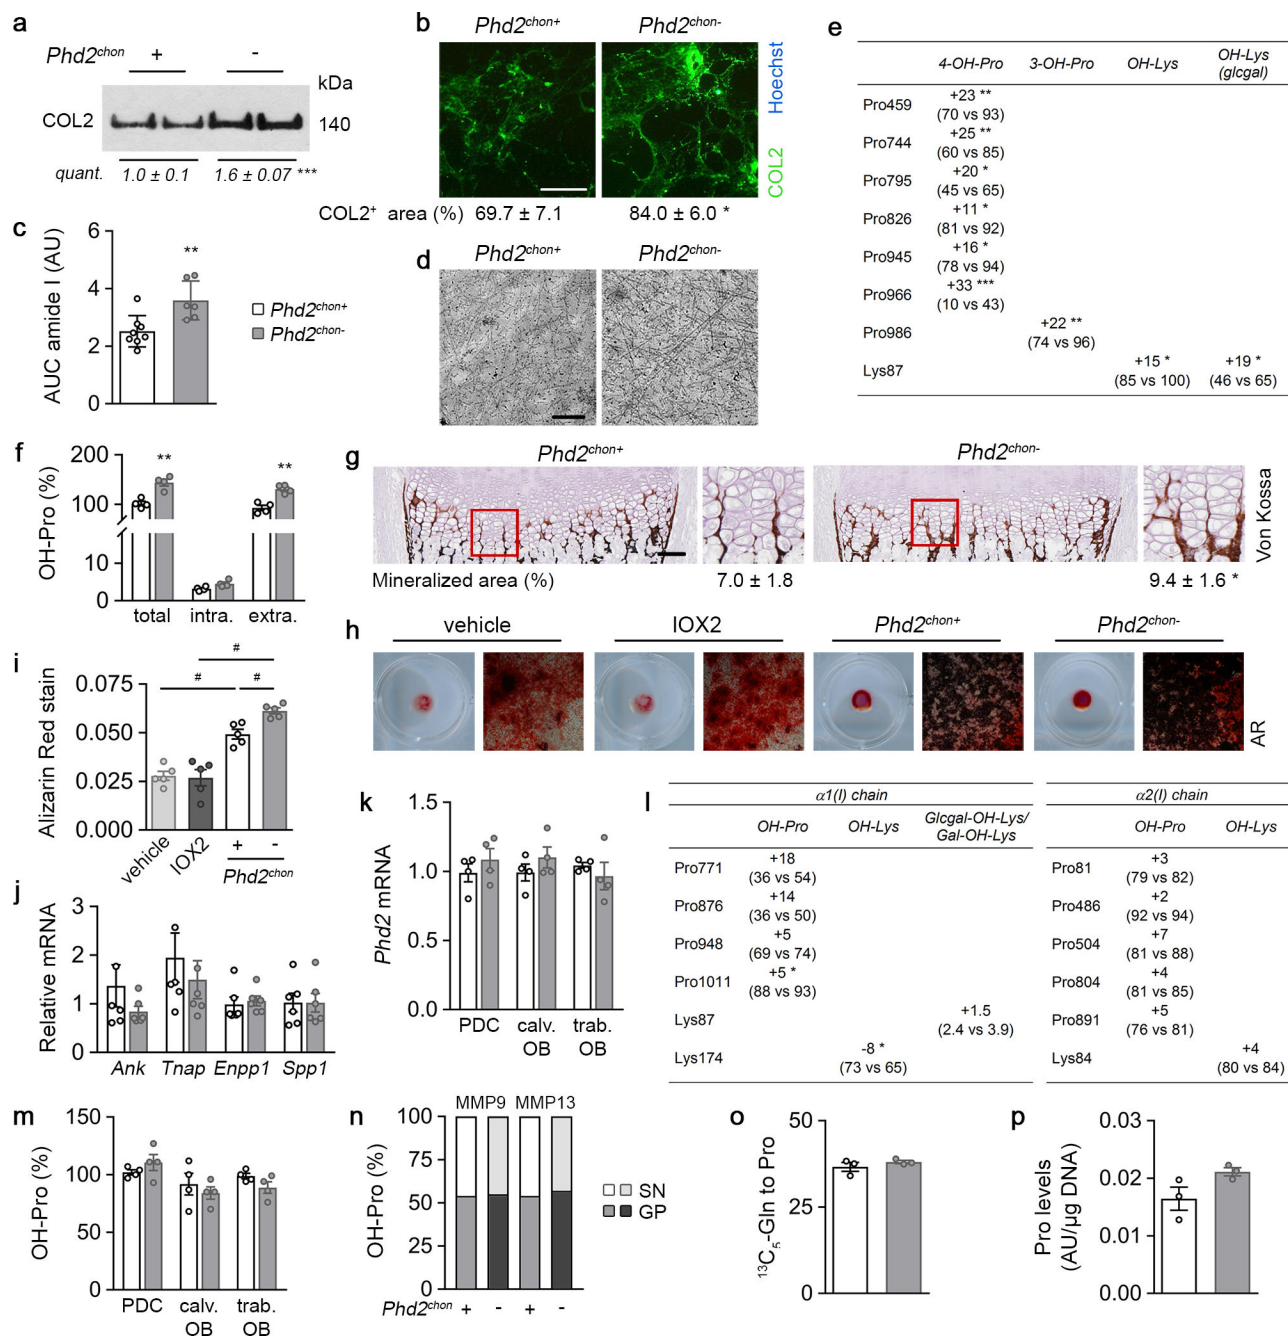 a
Phd2chon + -
kDa
COL2 140
quant. 1.0 ± 0.1 1.6 ± 0.07 ***
b
Phd2chon+ Phd2chon-
Hoechst
COL2
COL2+ area (%) 69.7 ± 7.1 84.0 ± 6.0 *
c
AUC amide I (AU)
6
4
2
0
**
Phd2chon+
Phd2chon-
d
Phd2chon+ Phd2chon-
e
4-OH-Pro 3-OH-Pro OH-Lys OH-Lys
(glcgal)
Pro459 +23 **
(70 vs 93)
Pro744 +25 **
(60 vs 85)
Pro795 +20 *
(45 vs 65)
Pro826 +11 *
(81 vs 92)
Pro945 +16 *
(78 vs 94)
Pro966 +33 ***
(10 vs 43)
Pro986 +22 **
(74 vs 96)
Lys87 +15 * +19 *
(85 vs 100) (46 vs 65)
f
OH-Pro (%)
200
100
10
0
** **
total intra. extra.
g
Phd2chon+ Phd2chon-
Von Kossa
Mineralized area (%) 7.0 ± 1.8 9.4 ± 1.6 *
h
vehicle IOX2 Phd2chon+ Phd2chon-
AR
i
Alizarin Red stain
0.075
0.050
0.025
0.000
#
# #
vehicle IOX2 + -
Phd2chon
j
Relative mRNA
3
2
1
0
Ank Tnap Enpp1 Spp1
k
Phd2 mRNA
1.5
1.0
0.5
0.0
PDC calv. trab.
OB OB
l
α1(I) chain
OH-Pro OH-Lys Glcgal-OH-Lys/
Gal-OH-Lys
Pro771 +18
(36 vs 54)
Pro876 +14
(36 vs 50)
Pro948 +5
(69 vs 74)
Pro1011 +5 *
(88 vs 93)
Lys87 +1.5
(2.4 vs 3.9)
Lys174 -8 *
(73 vs 65)
α2(I) chain
OH-Pro OH-Lys
Pro81 +3
(79 vs 82)
Pro486 +2
(92 vs 94)
Pro504 +7
(81 vs 88)
Pro804 +4
(81 vs 85)
Pro891 +5
(76 vs 81)
Lys84 +4
(80 vs 84)
m
OH-Pro (%)
150
100
50
0
PDC calv. trab.
OB OB
n
OH-Pro (%)
MMP9 MMP13
100
75
50
25
0
Phd2chon + - + -
SN
GP
o
13C5-Gln to Pro
50
25
0
p
Pro levels
(AU/µg DNA)
0.03
0.02
0.01
0.00